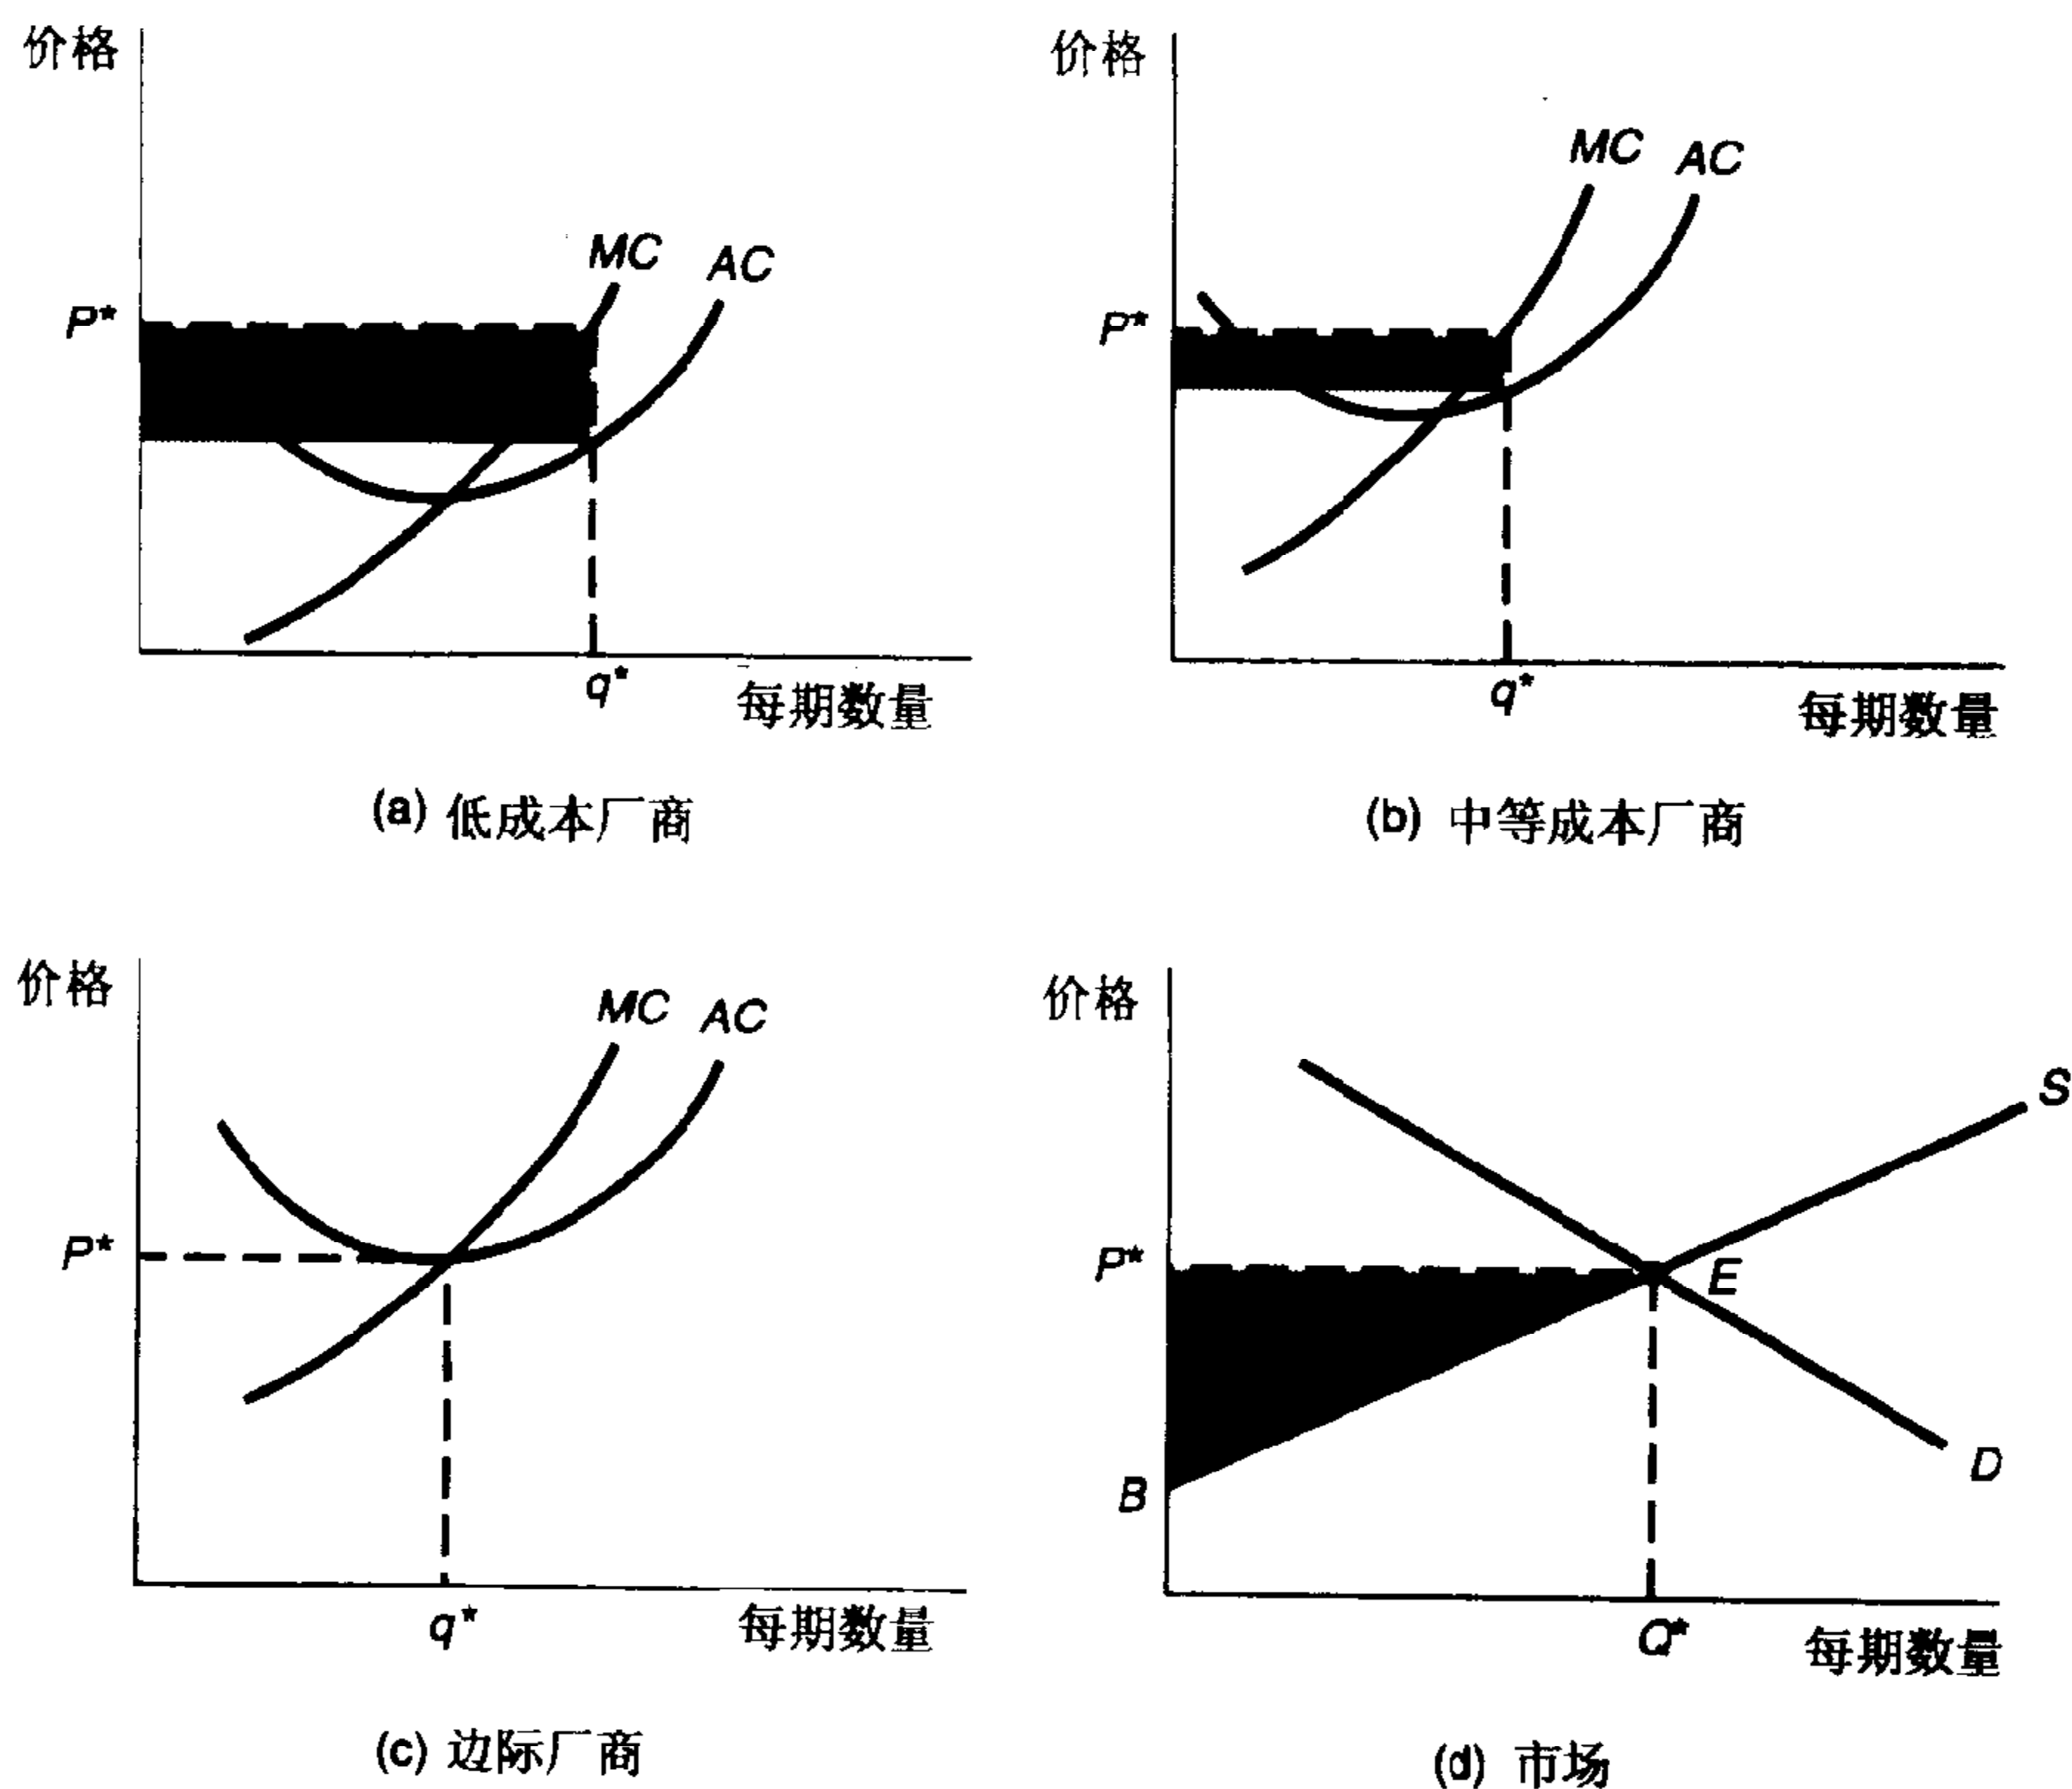 价格
MC
AC
P*
q*
每期数量
(a) 低成本厂商
价格
MC
AC
P*
q*
每期数量
(b) 中等成本厂商
价格
MC
AC
P*
q*
每期数量
(c) 边际厂商
价格
S
P*
E
B
D
Q*
每期数量
(d) 市场